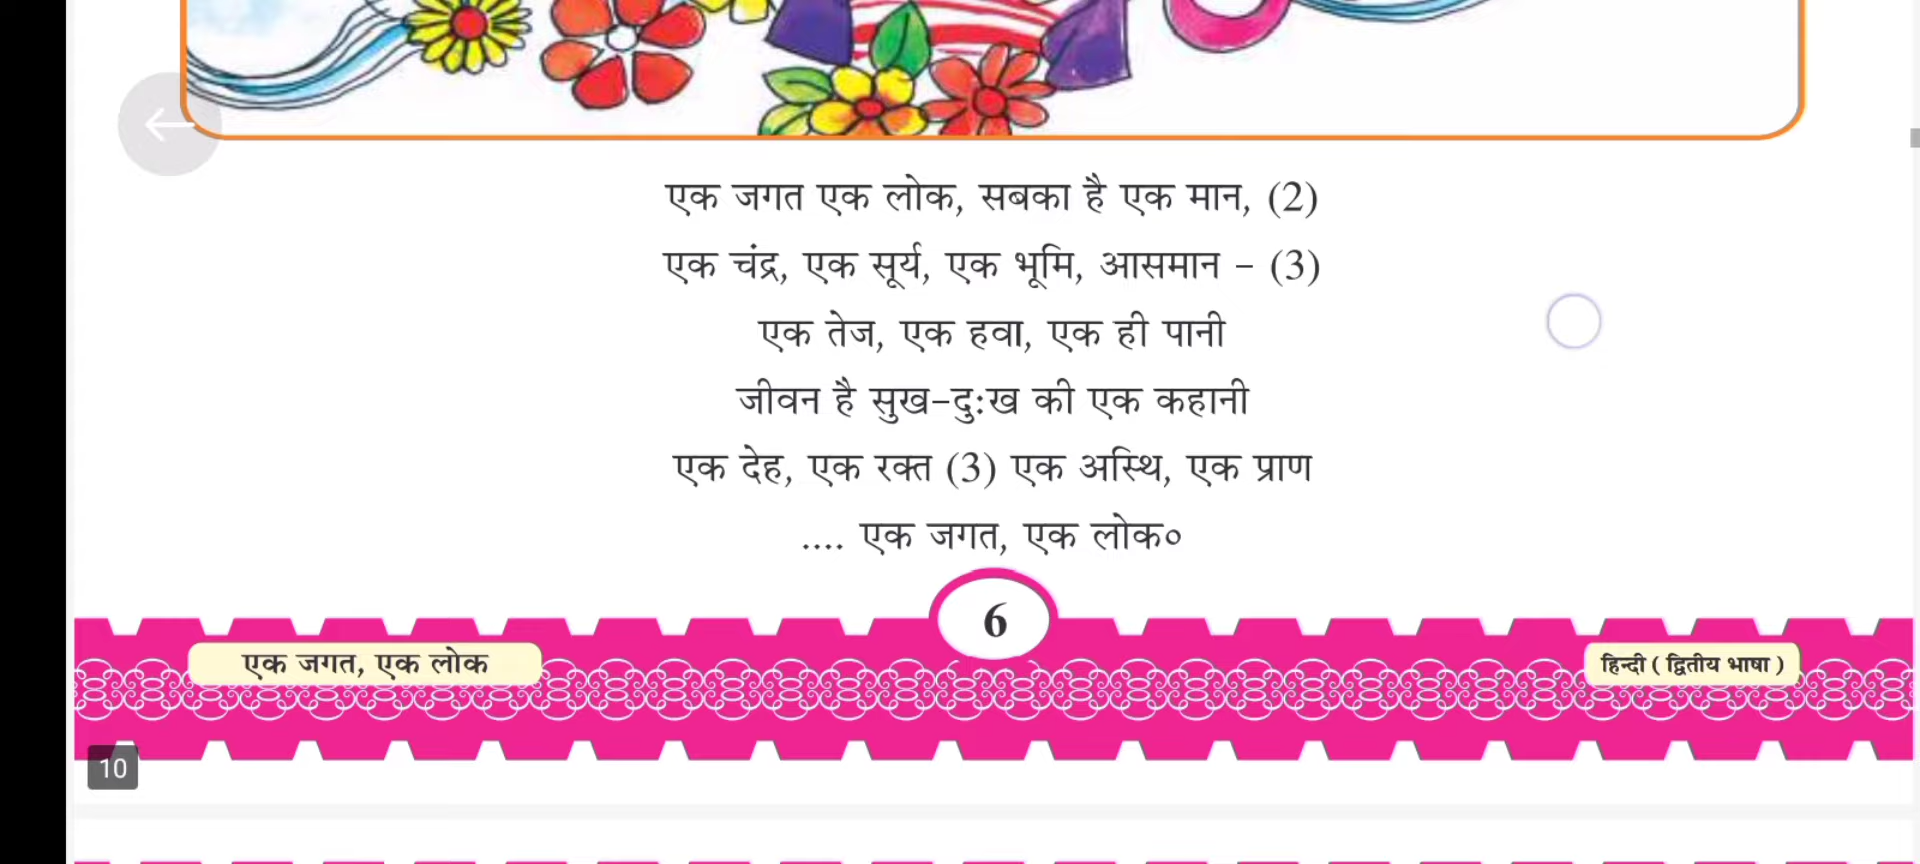 एक जगत एक लोक, सबका है एक मान, (2)
एक चंद्र, एक सूर्य, एक भूमि, आसमान - (3)
एक तेज, एक हवा, एक ही पानी
जीवन है सुख-दुःख की एक कहानी
एक देह, एक रक्त (3) एक अस्थि, एक प्राण
.... एक जगत, एक लोक०
6
एक जगत, एक लोक
हिन्दी ( द्वितीय भाषा )
10